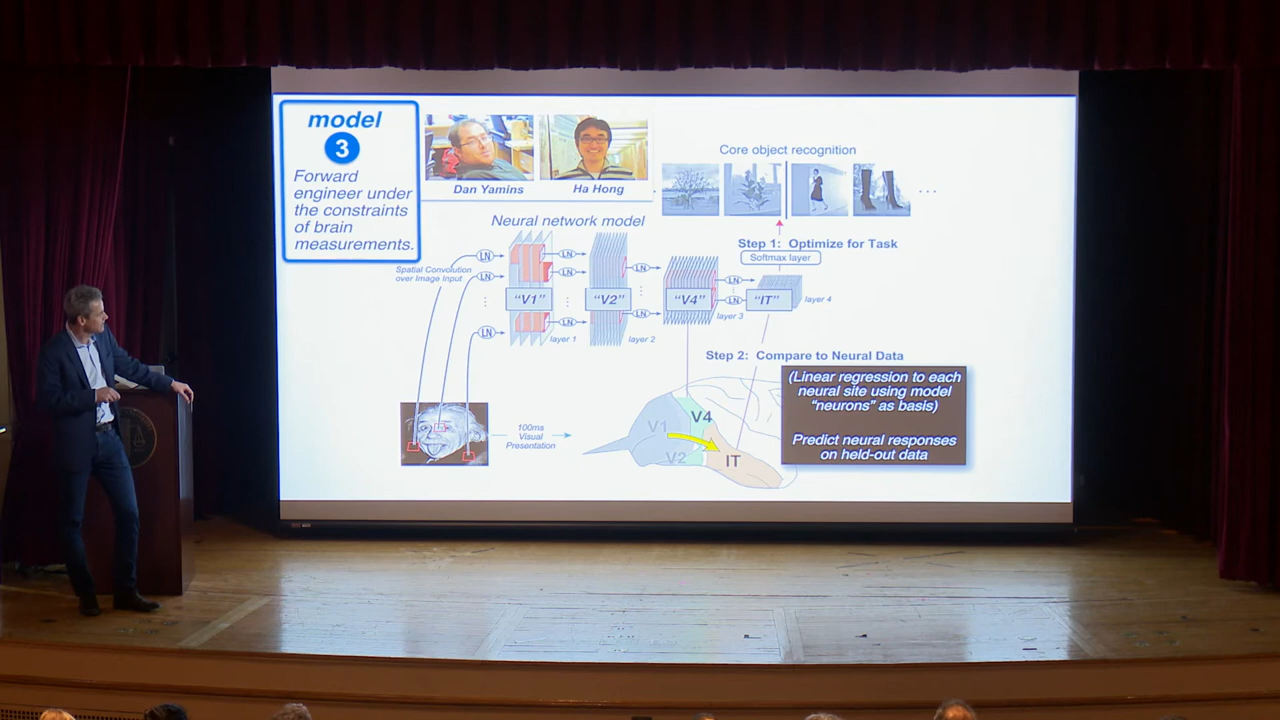 model
3
Forward
engineer under
the constraints
of brain
measurements.
Dan Yamins
Ha Hong
Core object recognition
...
Neural network model
Step 1: Optimize for Task
Softmax layer
Spatial Convolution
over Image Input
LN
LN
LN
LN
LN
LN
LN
LN
LN
LN
"V1"
"V2"
"V4"
"IT"
layer 1
layer 2
layer 3
layer 4
Step 2: Compare to Neural Data
(Linear regression to each
neural site using model
"neurons" as basis)
Predict neural responses
on held-out data
100ms
Visual
Presentation
V1
V2
V4
IT